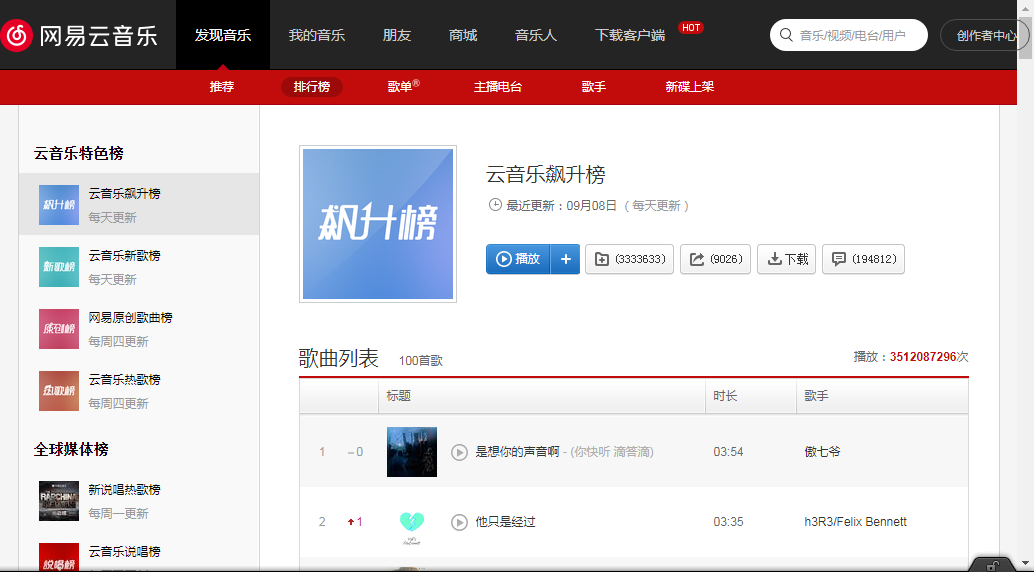 网易云音乐 发现音乐 我的音乐 朋友 商城 音乐人 下载客户端 HOT 音乐/视频/电台/用户 创作者中心
推荐 排行榜 歌单® 主播电台 歌手 新碟上架
云音乐特色榜
飙升榜 云音乐飙升榜
每天更新
新歌榜 云音乐新歌榜
每天更新
原创榜 网易原创歌曲榜
每周四更新
热歌榜 云音乐热歌榜
每周四更新
全球媒体榜
RAPCHINA 新说唱热歌榜
每周一更新
说唱榜 云音乐说唱榜
飙升榜
云音乐飙升榜
最近更新：09月08日 ( 每天更新 )
播放 + (3333633) (9026) 下载 (194812)
歌曲列表 100首歌 播放：3512087296次
标题 时长 歌手
1 0 是想你的声音啊 - (你快听 滴答滴) 03:54 傲七爷
2 1 他只是经过 03:35 h3R3/Felix Bennett